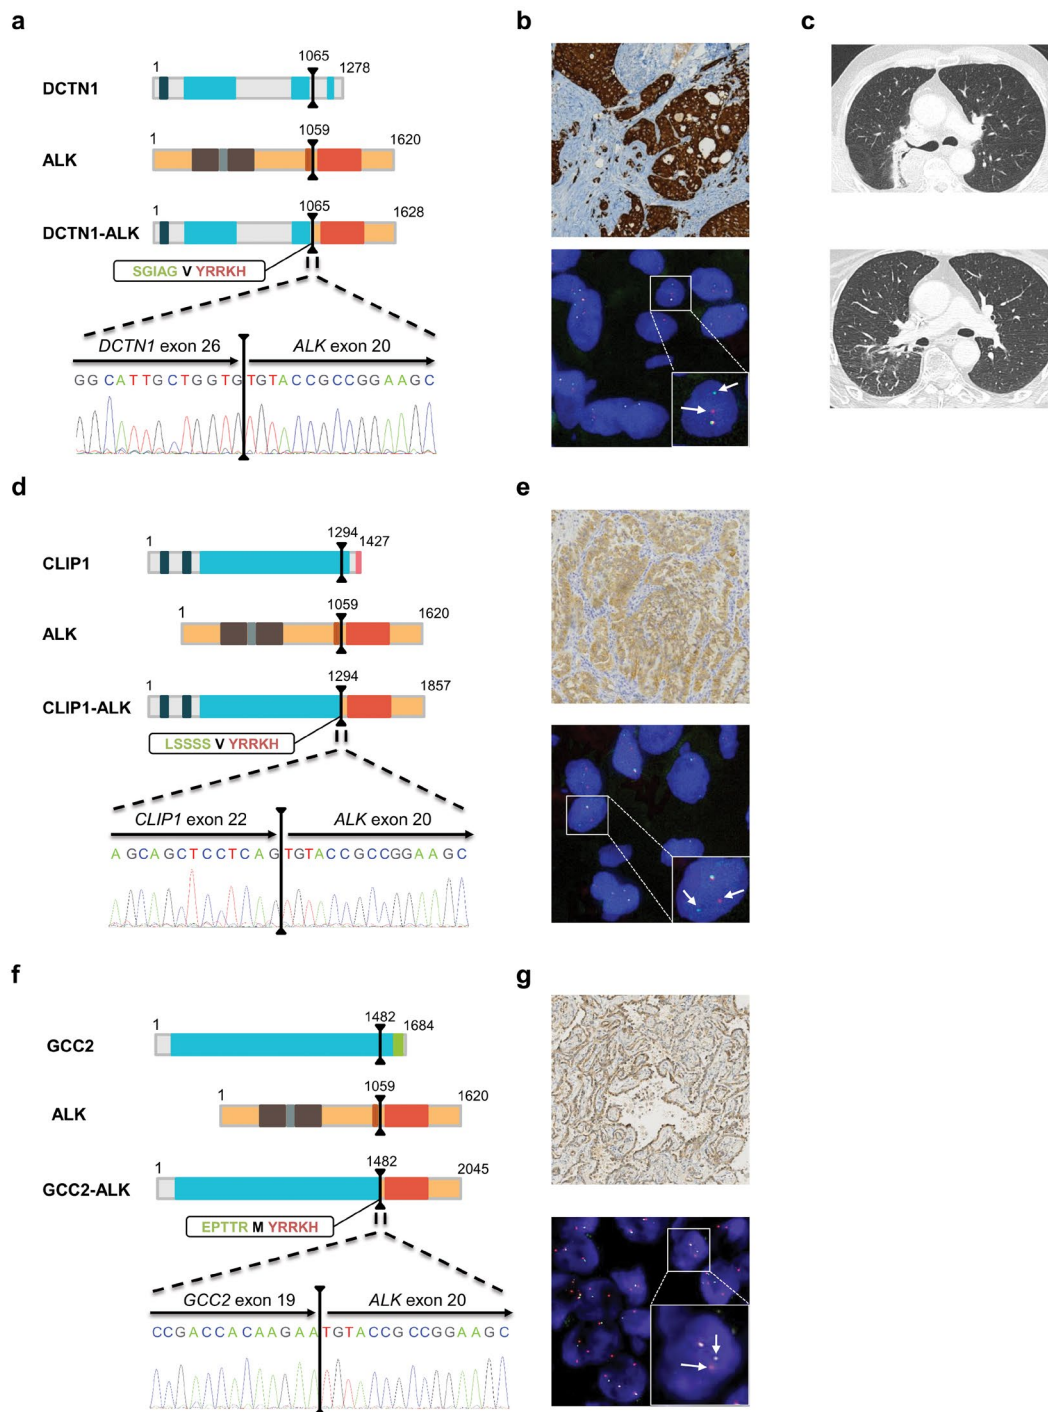 a
DCTN1
1
1065
1278
ALK
1
1059
1620
DCTN1-ALK
1
1065
1628
SGIAG V YRRKH
DCTN1 exon 26
ALK exon 20
GGCATTGCTGGTGTGTACCGCCGGAAGC
b
c
d
CLIP1
1
1294
1427
ALK
1
1059
1620
CLIP1-ALK
1
1294
1857
LSSSS V YRRKH
CLIP1 exon 22
ALK exon 20
AGCAGCTCCTCAGTGTACCGCCGGAAGC
e
f
GCC2
1
1482
1684
ALK
1
1059
1620
GCC2-ALK
1
1482
2045
EPTTR M YRRKH
GCC2 exon 19
ALK exon 20
CCGACCACAAGAATGTACCGCCGGAAGC
g